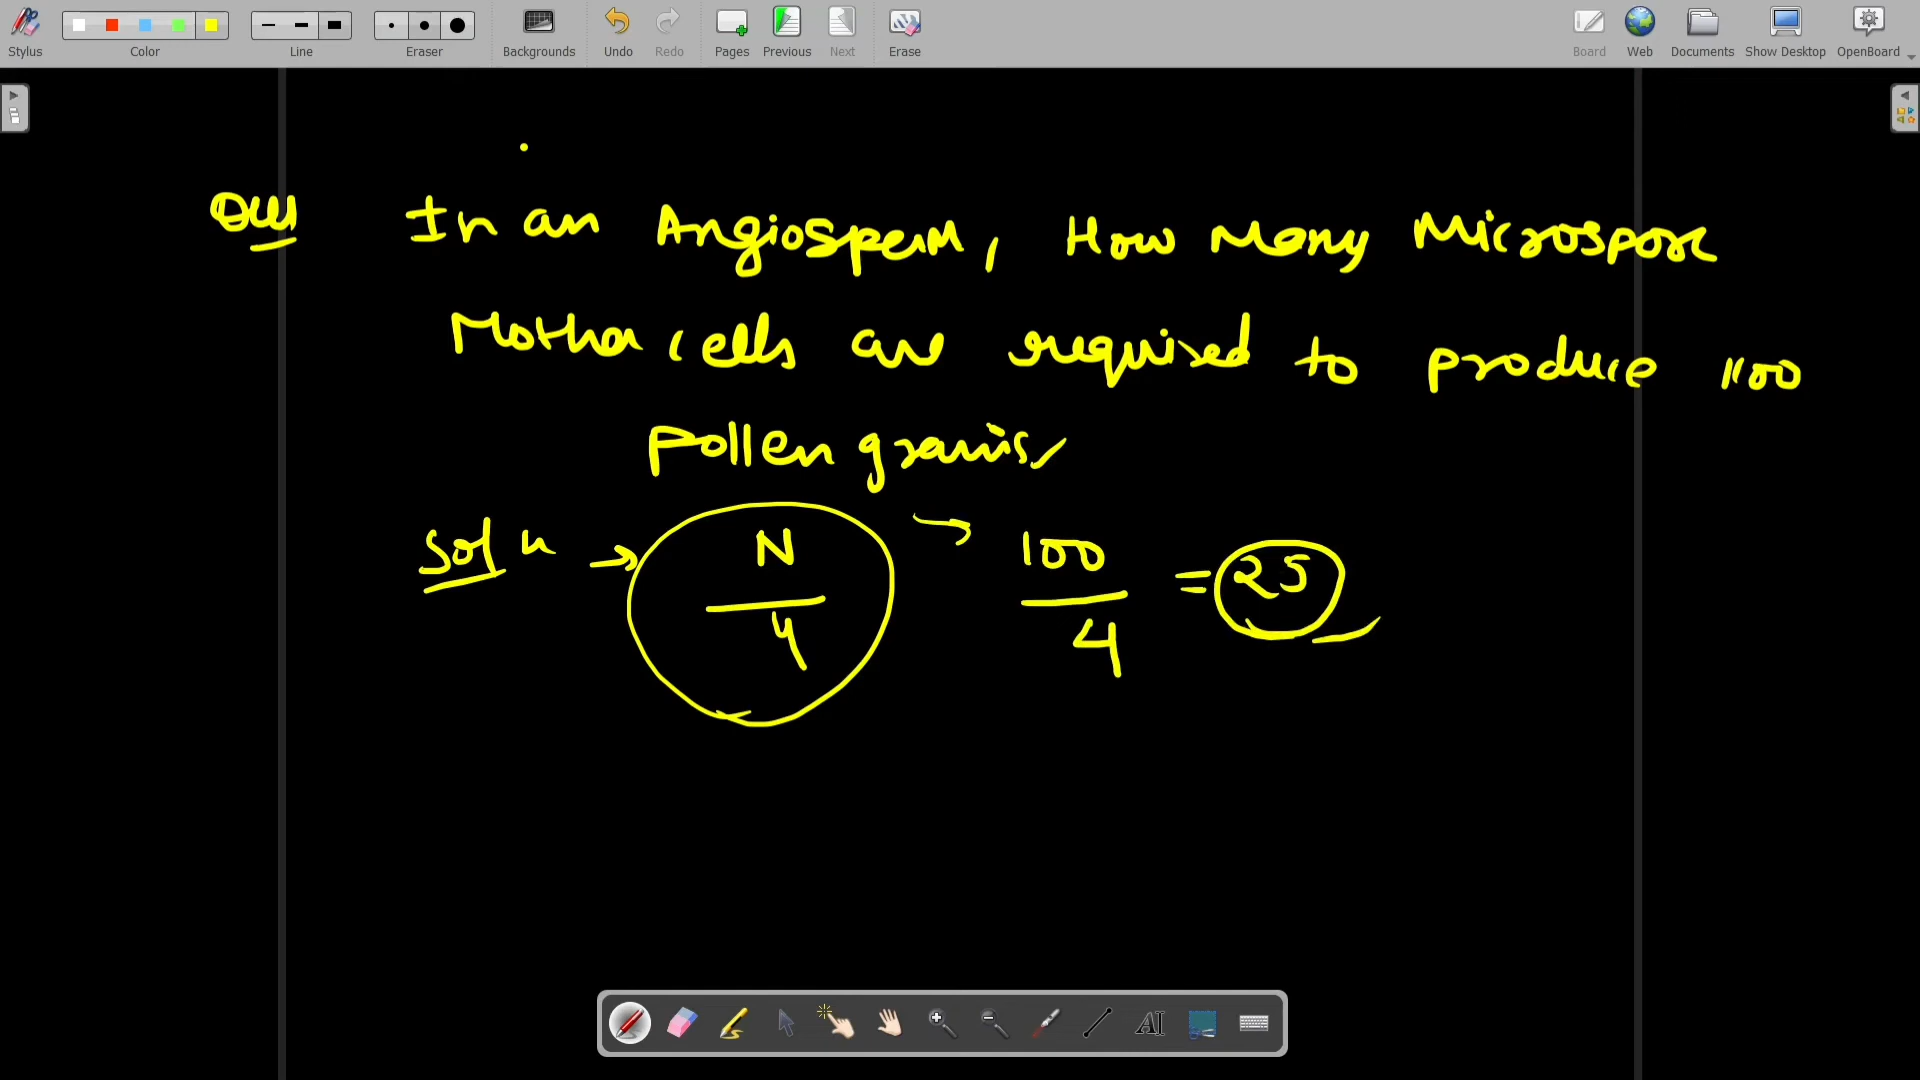 Stylus Color Line Eraser Backgrounds Undo Redo Pages Previous Next Erase Board Web Documents Show Desktop OpenBoard
Que In an Angiosperm, How Many Microspore
Mother cells are required to produce 100
pollen grains
Soln → N/4 → 100/4 = 25